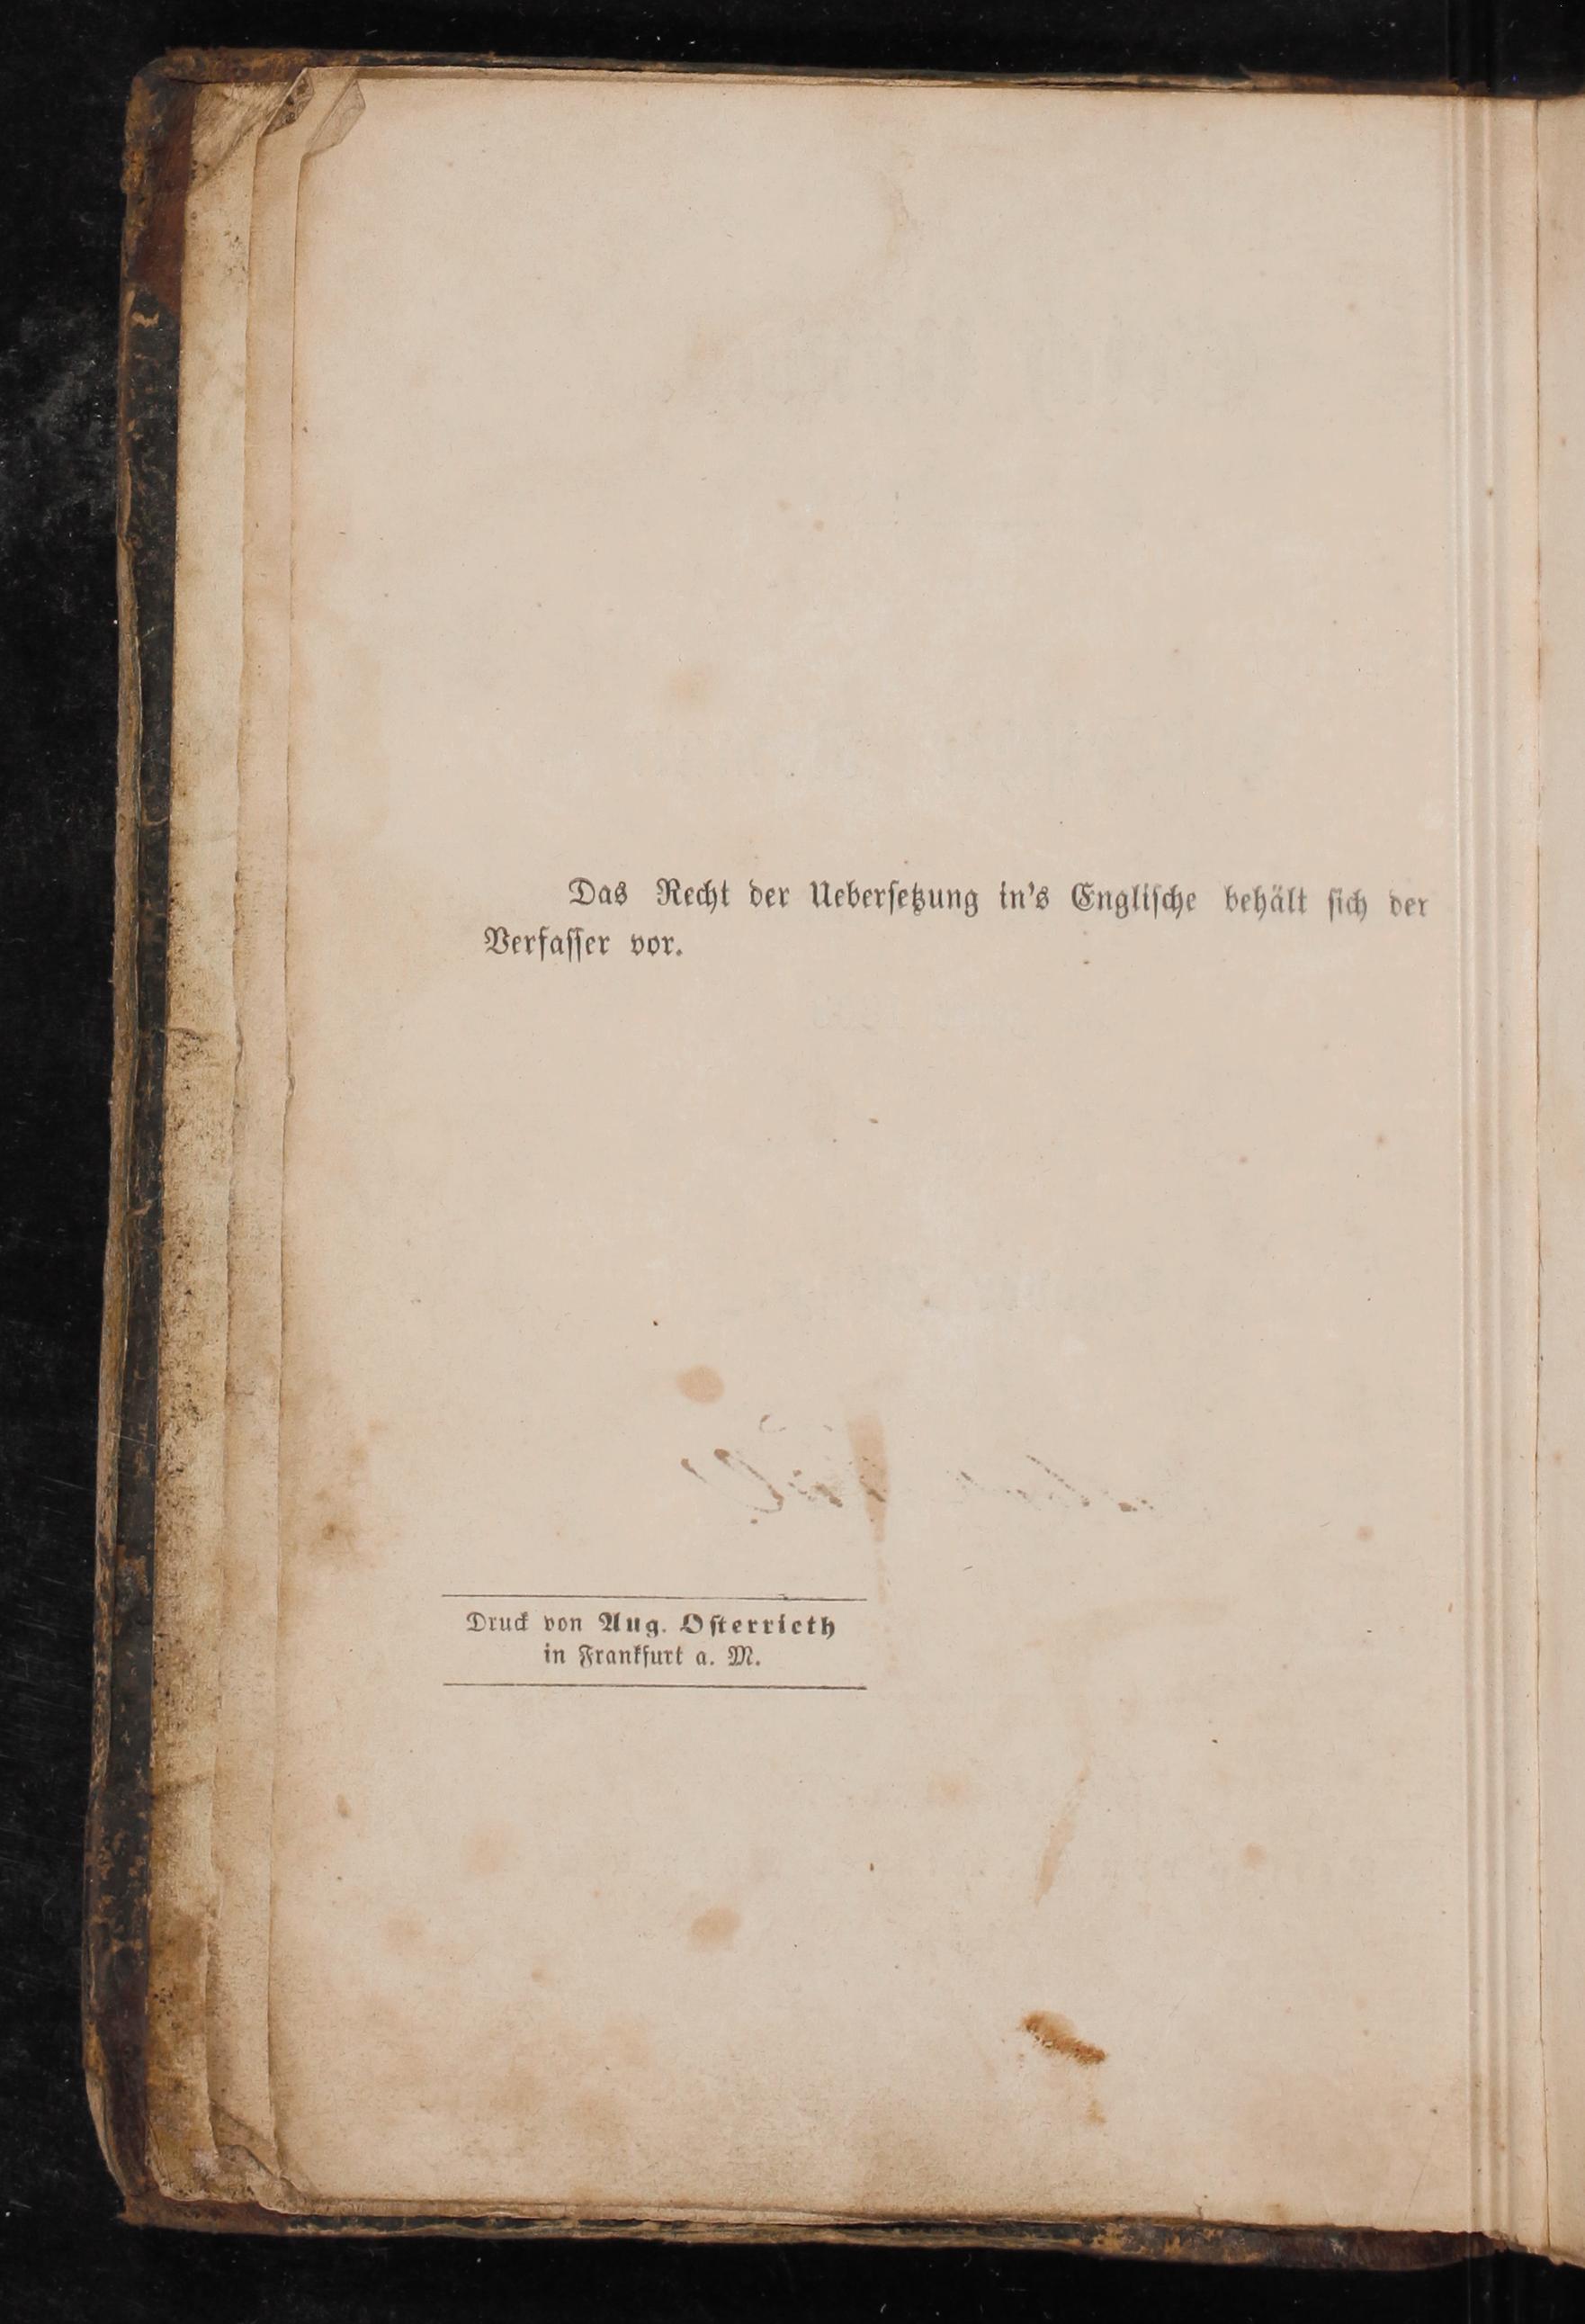 Das Recht der Ueberſetzung in's Engliſche behält ſich der
Verfaſſer vor.
Druck von Aug. Oſterrieth
in Frankfurt a. M.